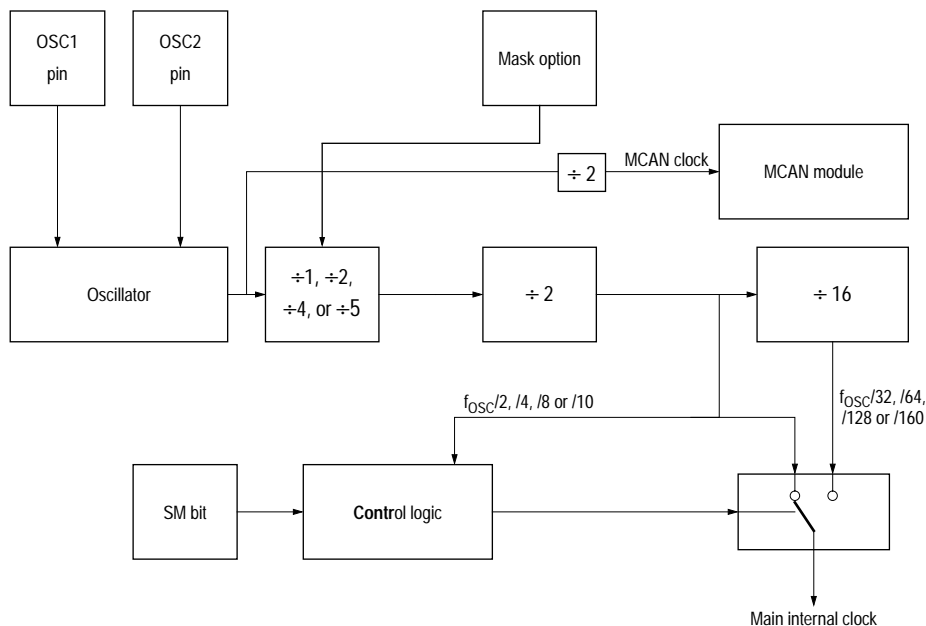 OSC1
pin
OSC2
pin
Mask option
÷ 2
MCAN clock
MCAN module
Oscillator
÷1, ÷2,
÷4, or ÷5
÷ 2
÷ 16
fOSC/2, /4, /8 or /10
fOSC/32, /64,
/128 or /160
SM bit
Control logic
Main internal clock